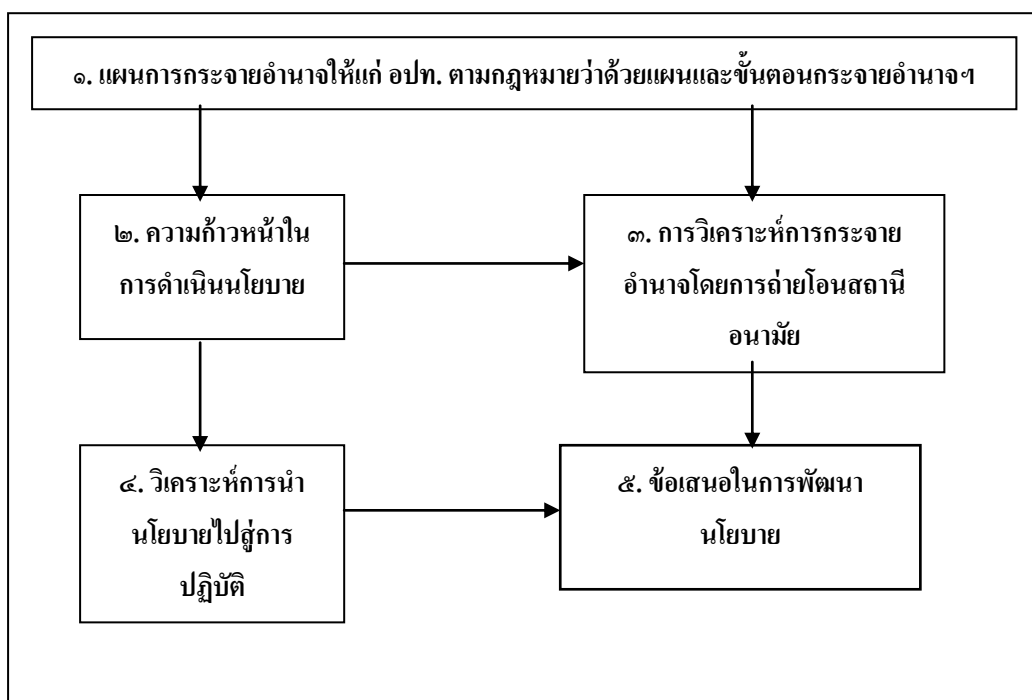 ๑. แผนการกระจายอำนาจให้แก่ อปท. ตามกฎหมายว่าด้วยแผนและขั้นตอนกระจายอำนาจฯ
๒. ความก้าวหน้าใน
การดำเนินนโยบาย
๓. การวิเคราะห์การกระจาย
อำนาจโดยการถ่ายโอนสถานี
อนามัย
๔. วิเคราะห์การนำ
นโยบายไปสู่การ
ปฏิบัติ
๕. ข้อเสนอในการพัฒนา
นโยบาย